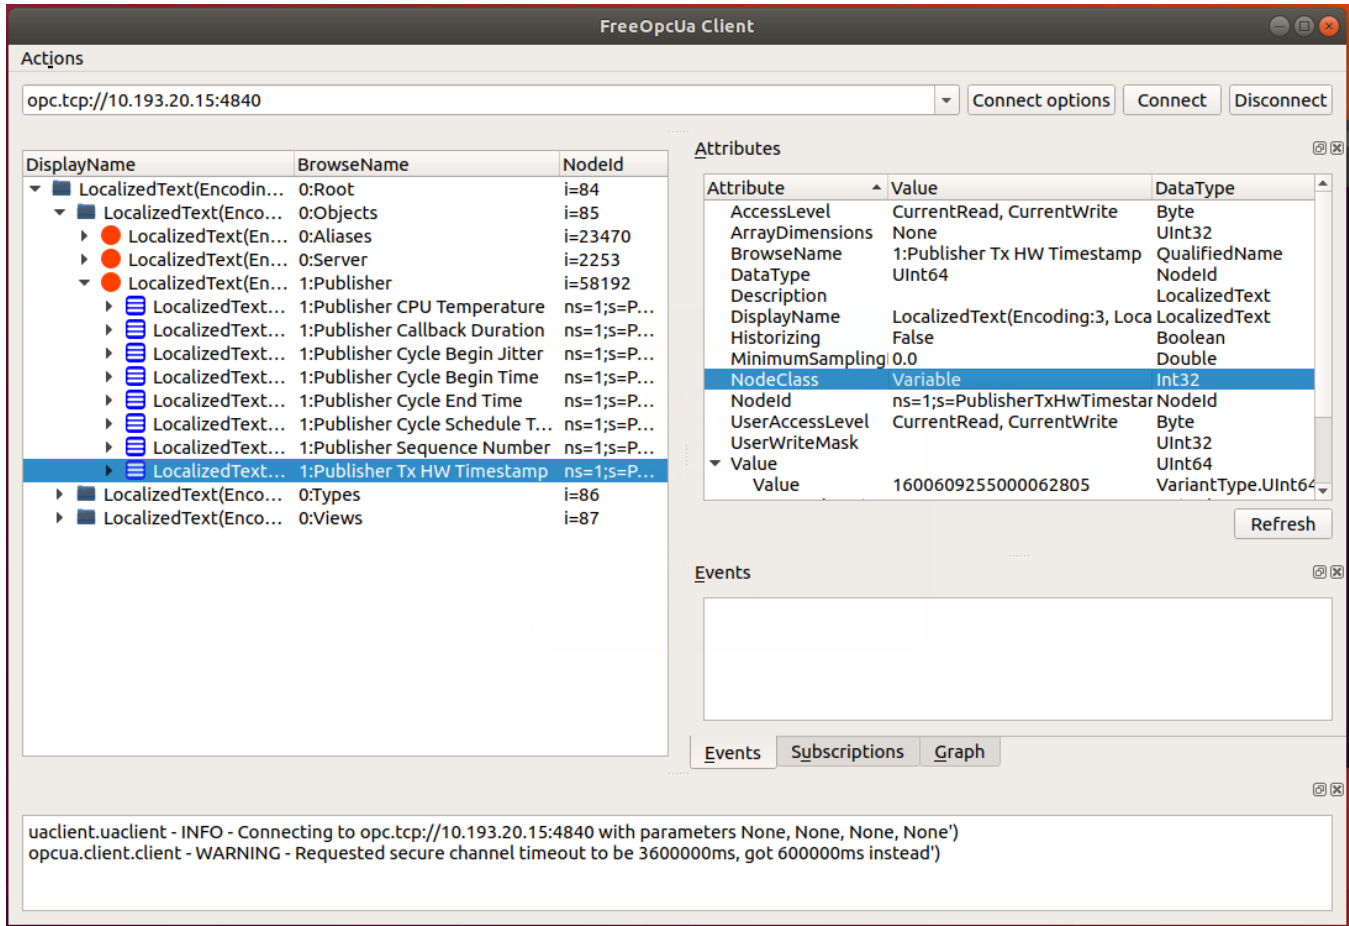 FreeOpcUa Client
Actions
opc.tcp://10.193.20.15:4840 Connect options Connect Disconnect
DisplayName BrowseName NodeId
LocalizedText(Encodin... 0:Root i=84
LocalizedText(Enco... 0:Objects i=85
LocalizedText(En... 0:Aliases i=23470
LocalizedText(En... 0:Server i=2253
LocalizedText(En... 1:Publisher i=58192
LocalizedText... 1:Publisher CPU Temperature ns=1;s=P...
LocalizedText... 1:Publisher Callback Duration ns=1;s=P...
LocalizedText... 1:Publisher Cycle Begin Jitter ns=1;s=P...
LocalizedText... 1:Publisher Cycle Begin Time ns=1;s=P...
LocalizedText... 1:Publisher Cycle End Time ns=1;s=P...
LocalizedText... 1:Publisher Cycle Schedule T... ns=1;s=P...
LocalizedText... 1:Publisher Sequence Number ns=1;s=P...
LocalizedText... 1:Publisher Tx HW Timestamp ns=1;s=P...
LocalizedText(Enco... 0:Types i=86
LocalizedText(Enco... 0:Views i=87
Attributes
Attribute Value DataType
AccessLevel CurrentRead, CurrentWrite Byte
ArrayDimensions None UInt32
BrowseName 1:Publisher Tx HW Timestamp QualifiedName
DataType UInt64 NodeId
Description LocalizedText
DisplayName LocalizedText(Encoding:3, Loca LocalizedText
Historizing False Boolean
MinimumSampling 0.0 Double
NodeClass Variable Int32
NodeId ns=1;s=PublisherTxHwTimestar NodeId
UserAccessLevel CurrentRead, CurrentWrite Byte
UserWriteMask UInt32
Value UInt64
Value 1600609255000062805 VariantType.UInt64
Refresh
Events
Events Subscriptions Graph
uaclient.uaclient - INFO - Connecting to opc.tcp://10.193.20.15:4840 with parameters None, None, None, None')
opcua.client.client - WARNING - Requested secure channel timeout to be 3600000ms, got 600000ms instead')